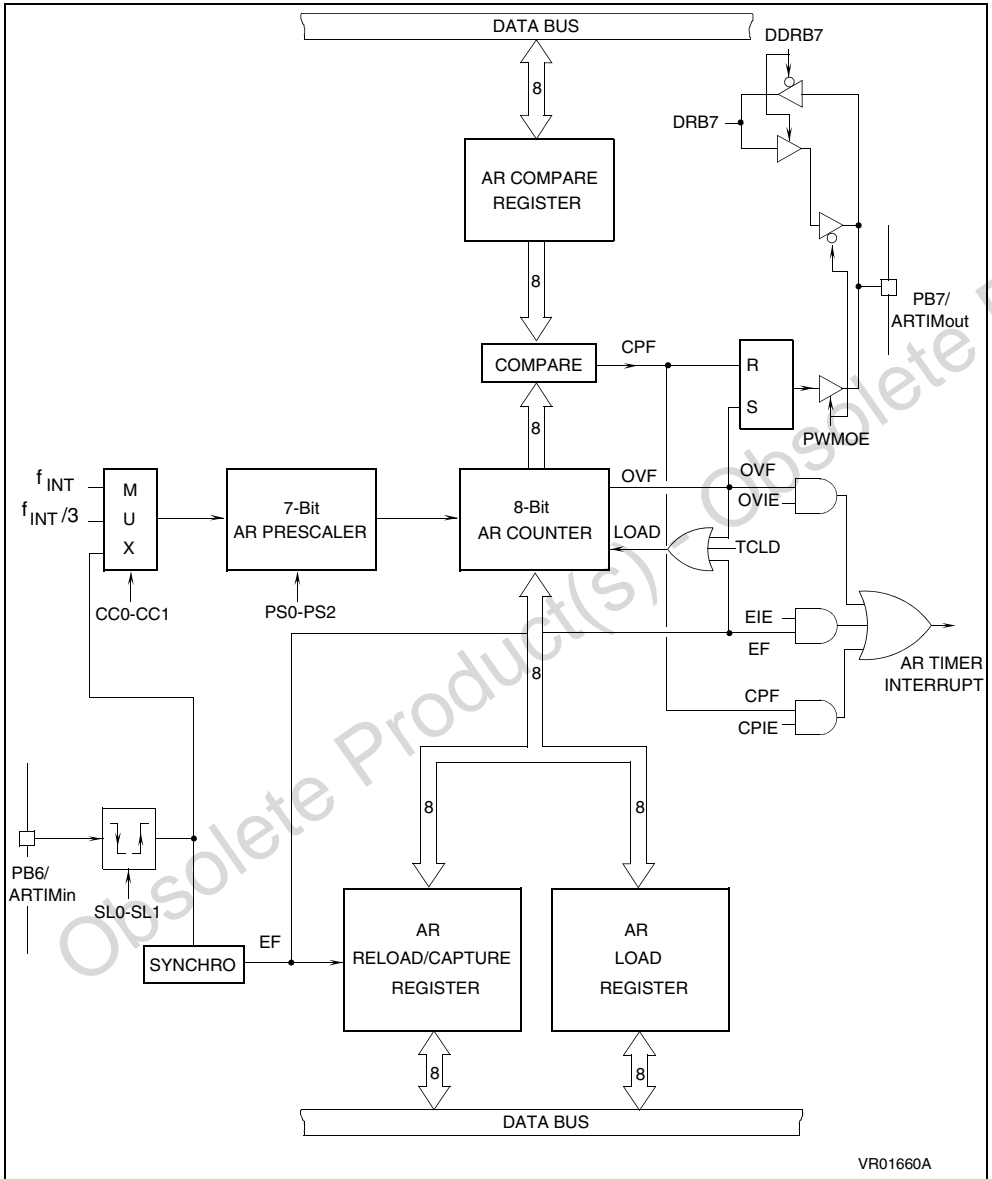 DATA BUS
DDRB7
8
DRB7
AR COMPARE
REGISTER
8
PB7/
ARTIMout
CPF
COMPARE
R
S
8
PWMOE
OVF
OVF
OVIE
f INT
f INT /3
M
U
X
7-Bit
AR PRESCALER
8-Bit
AR COUNTER
LOAD
TCLD
CC0-CC1
PS0-PS2
EIE
EF
AR TIMER
INTERRUPT
8
CPF
CPIE
8
8
PB6/
ARTIMin
SL0-SL1
SYNCHRO
EF
AR
RELOAD/CAPTURE
REGISTER
AR
LOAD
REGISTER
8
8
DATA BUS
VR01660A
Obsolete Product(s) - Obsolete